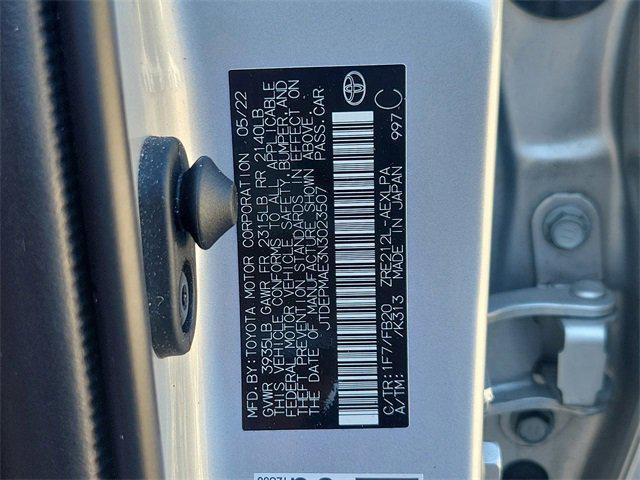 MFD.BY:TOYOTA MOTOR CORPORATION 05/22
GVWR 3935LB GAWR FR 2315LB RR 2140LB
THIS VEHICLE CONFORMS TO ALL APPLICABLE
FEDERAL MOTOR VEHICLE SAFETY,BUMPER,AND
THEFT PREVENTION STANDARDS IN EFFECT ON
THE DATE OF MANUFACTURE SHOWN ABOVE.
JTDEPMAE3N3023507 PASS.CAR
C/TR:1F7/FB20 ZRE212L-AEXLPA 997 C
A/TM: /K313 MADE IN JAPAN